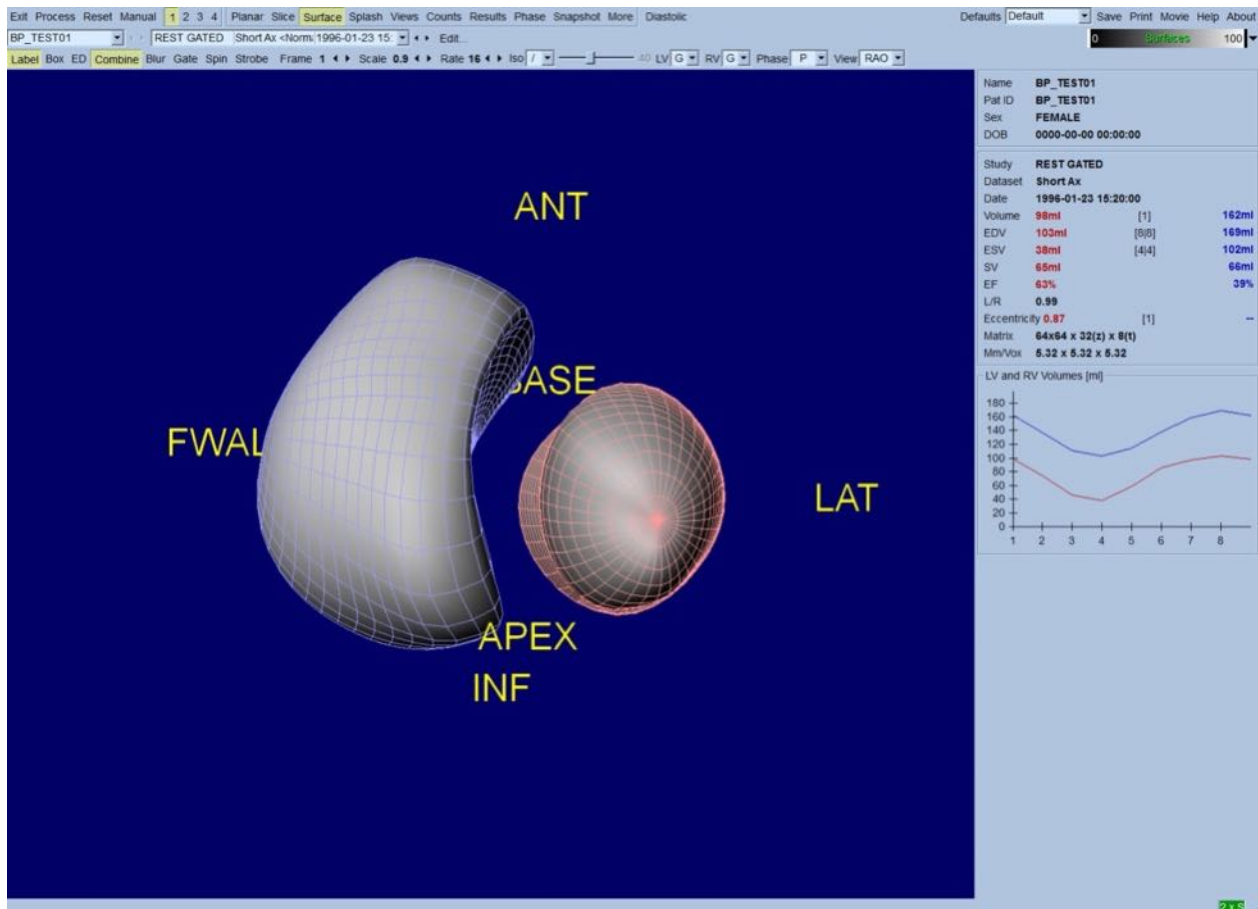 Exit Process Reset Manual 1 2 3 4 Planar Slice Surface Splash Views Counts Results Phase Snapshot More Diastolic Defaults Default Save Print Movie Help About
BP_TEST01 REST GATED Short Ax <Norm: 1996-01-23 15: Edit... 0 Surfaces 100
Label Box ED Combine Blur Gate Spin Strobe Frame 1 Scale 0.9 Rate 16 Iso / 40 LV G RV G Phase P View RAO
Name BP_TEST01
Pat ID BP_TEST01
Sex FEMALE
DOB 0000-00-00 00:00:00
Study REST GATED
Dataset Short Ax
Date 1996-01-23 15:20:00
Volume 98ml [1] 162ml
EDV 103ml [8|8] 169ml
ESV 38ml [4|4] 102ml
SV 65ml 66ml
EF 63% 39%
L/R 0.99
Eccentricity 0.87 [1] --
Matrix 64x64 x 32(z) x 8(t)
Mm/Vox 5.32 x 5.32 x 5.32
LV and RV Volumes [ml]
180
160
140
120
100
80
60
40
20
0
1 2 3 4 5 6 7 8
ANT
BASE
FWAL
LAT
APEX
INF
2 x S